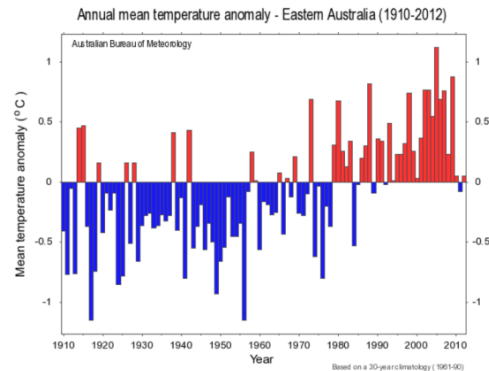 Annual mean temperature anomaly - Eastern Australia (1910-2012)
Australian Bureau of Meteorology
Mean temperature anomaly (°C)
1 1
0.5 0.5
0 0
-0.5 -0.5
-1 -1
1910 1920 1930 1940 1950 1960 1970 1980 1990 2000 2010
Year
Based on a 30-year climatology (1961-90)